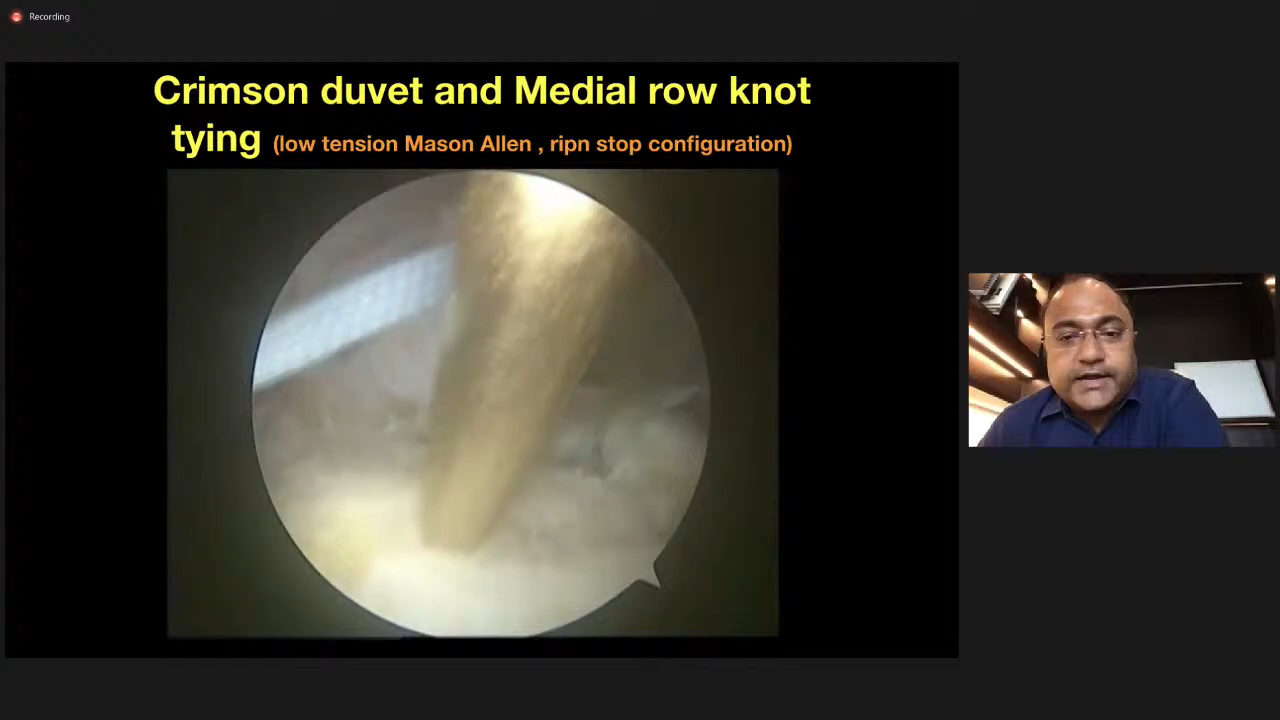 Recording
Crimson duvet and Medial row knot
tying (low tension Mason Allen , ripn stop configuration)